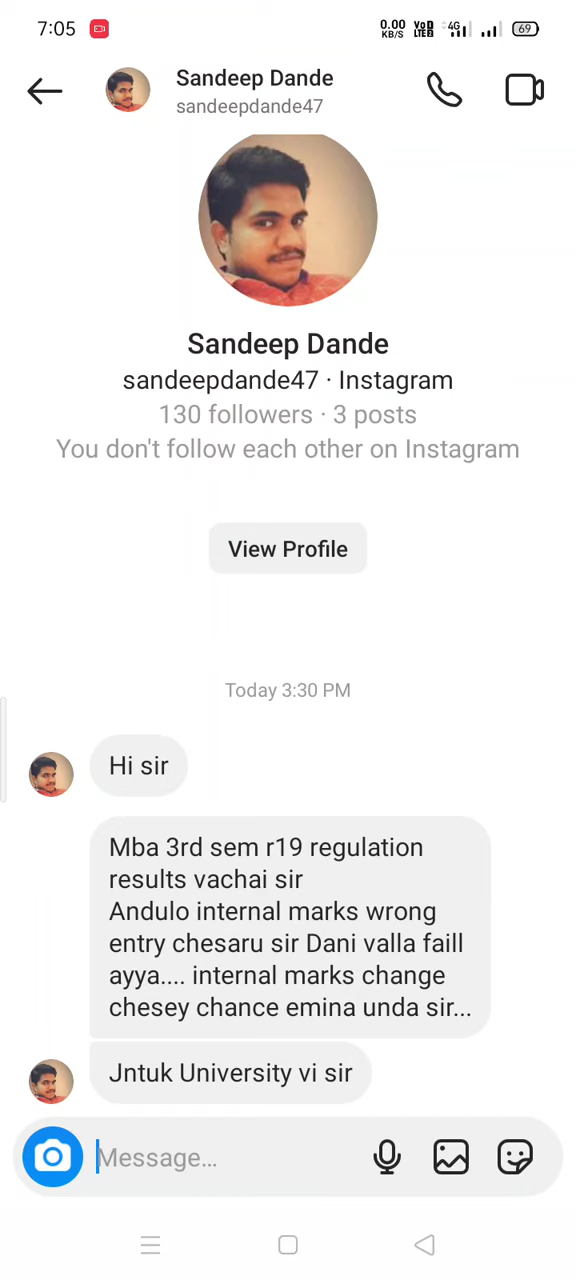 7:05
0.00 KB/S VoD LTE2 4G 69
Sandeep Dande
sandeepdande47
Sandeep Dande
sandeepdande47 · Instagram
130 followers · 3 posts
You don't follow each other on Instagram
View Profile
Today 3:30 PM
Hi sir
Mba 3rd sem r19 regulation
results vachai sir
Andulo internal marks wrong
entry chesaru sir Dani valla faill
ayya.... internal marks change
chesey chance emina unda sir...
Jntuk University vi sir
Message...